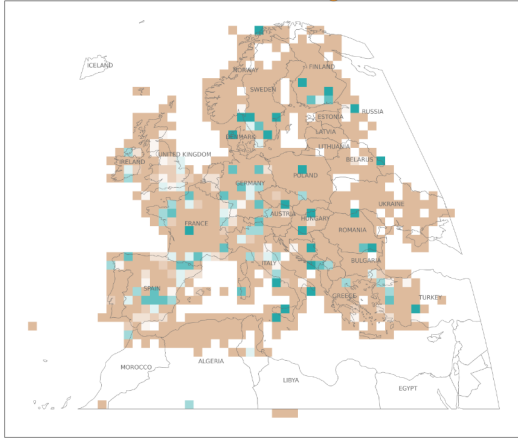 ICELAND
NORWAY
FINLAND
SWEDEN
RUSSIA
ESTONIA
LATVIA
DENMARK
LITHUANIA
UNITED KINGDOM
IRELAND
BELARUS
POLAND
GERMANY
UKRAINE
AUSTRIA
HUNGARY
FRANCE
ROMANIA
ITALY
BULGARIA
SPAIN
GREECE
TURKEY
ALGERIA
MOROCCO
LIBYA
EGYPT